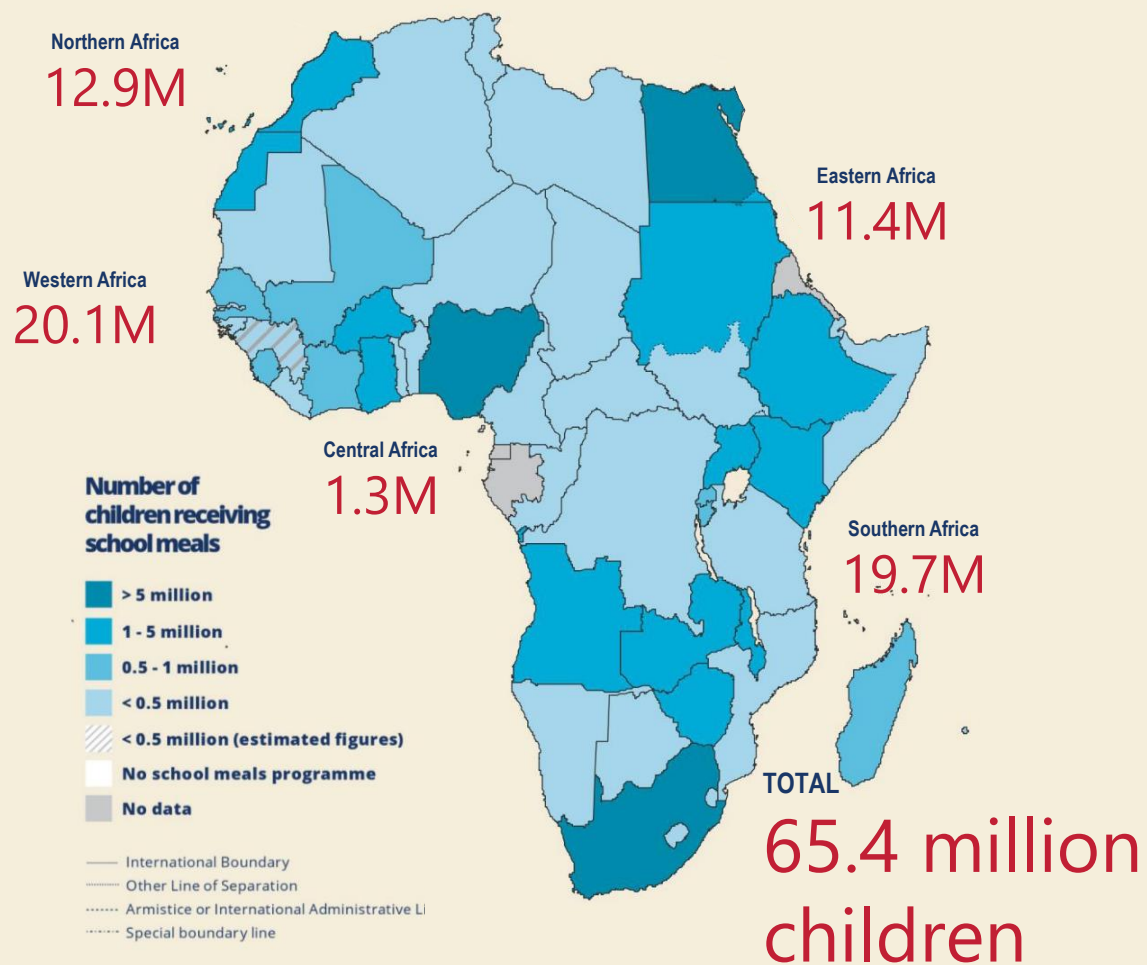 Northern Africa
12.9M
Eastern Africa
11.4M
Western Africa
20.1M
Central Africa
1.3M
Southern Africa
19.7M
Number of
children receiving
school meals
> 5 million
1 - 5 million
0.5 - 1 million
< 0.5 million
< 0.5 million (estimated figures)
No school meals programme
No data
International Boundary
Other Line of Separation
Armistice or International Administrative Li
Special boundary line
TOTAL
65.4 million
children